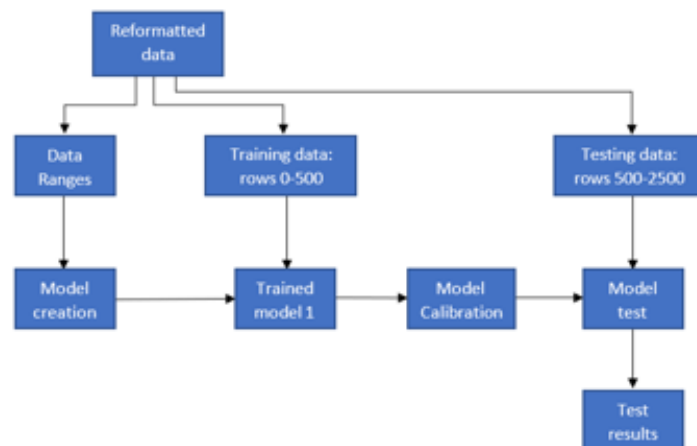 Reformatted
data
Data
Ranges
Training data:
rows 0-500
Testing data:
rows 500-2500
Model
creation
Trained
model 1
Model
Calibration
Model
test
Test
results